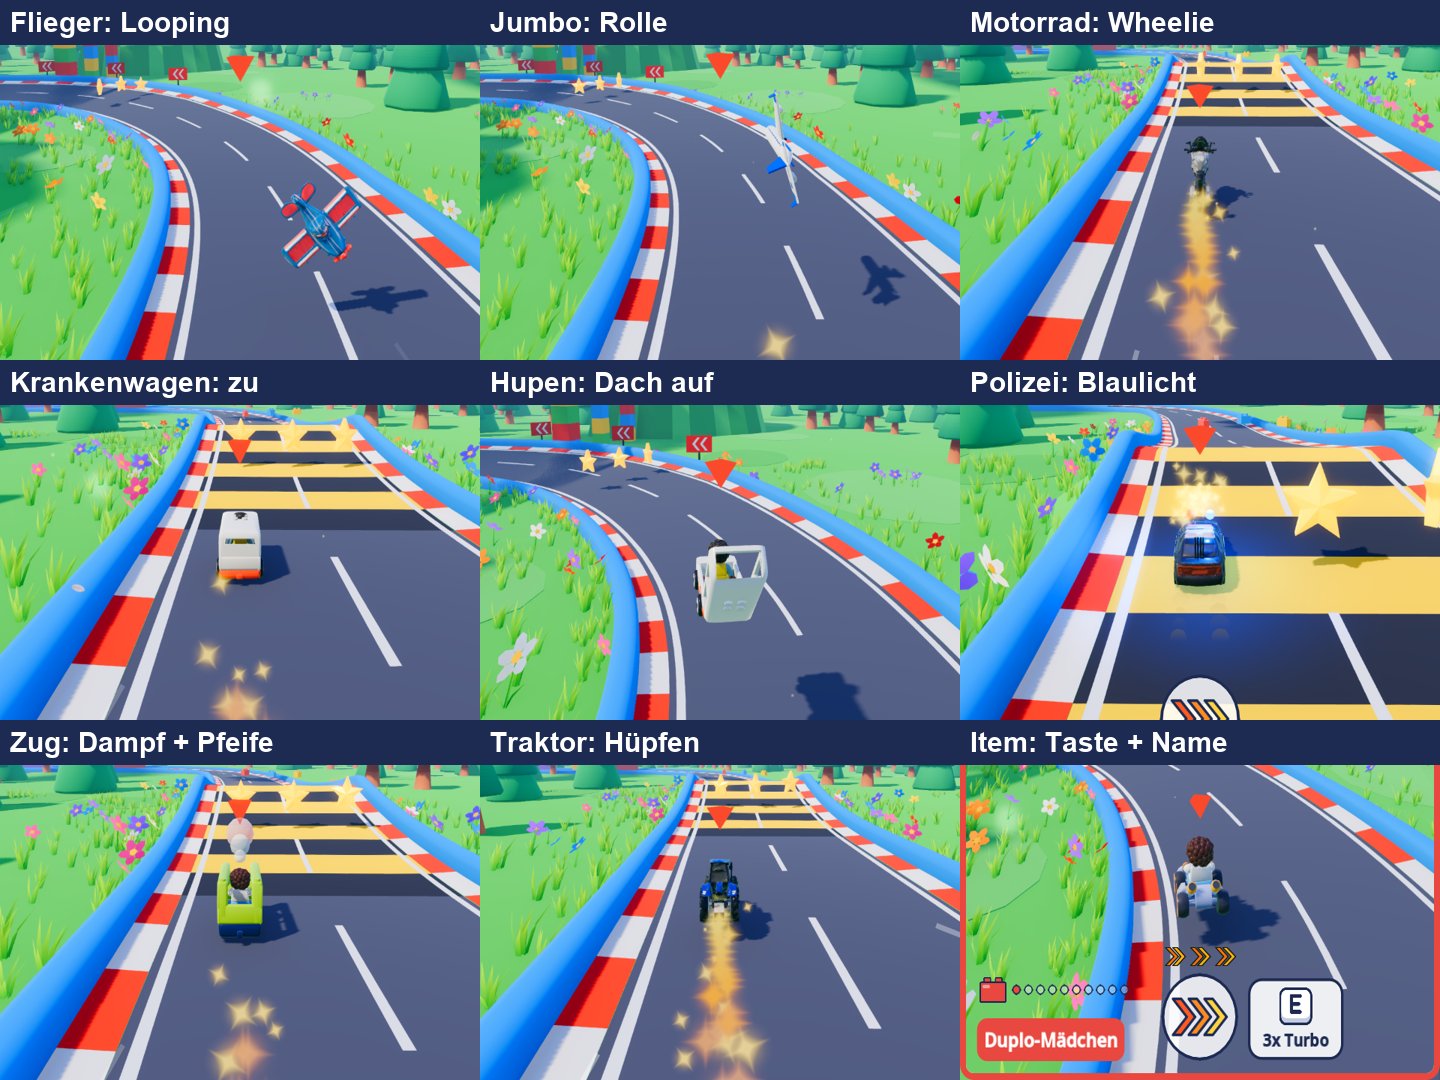 Flieger: Looping
Jumbo: Rolle
Motorrad: Wheelie
Krankenwagen: zu
Hupen: Dach auf
Polizei: Blaulicht
Zug: Dampf + Pfeife
Traktor: Hüpfen
Item: Taste + Name
E
3x Turbo
Duplo-Mädchen